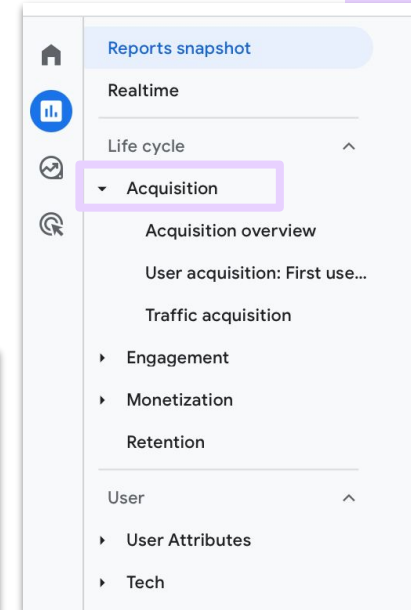 Reports snapshot
Realtime
Life cycle
Acquisition
Acquisition overview
User acquisition: First use...
Traffic acquisition
Engagement
Monetization
Retention
User
User Attributes
Tech